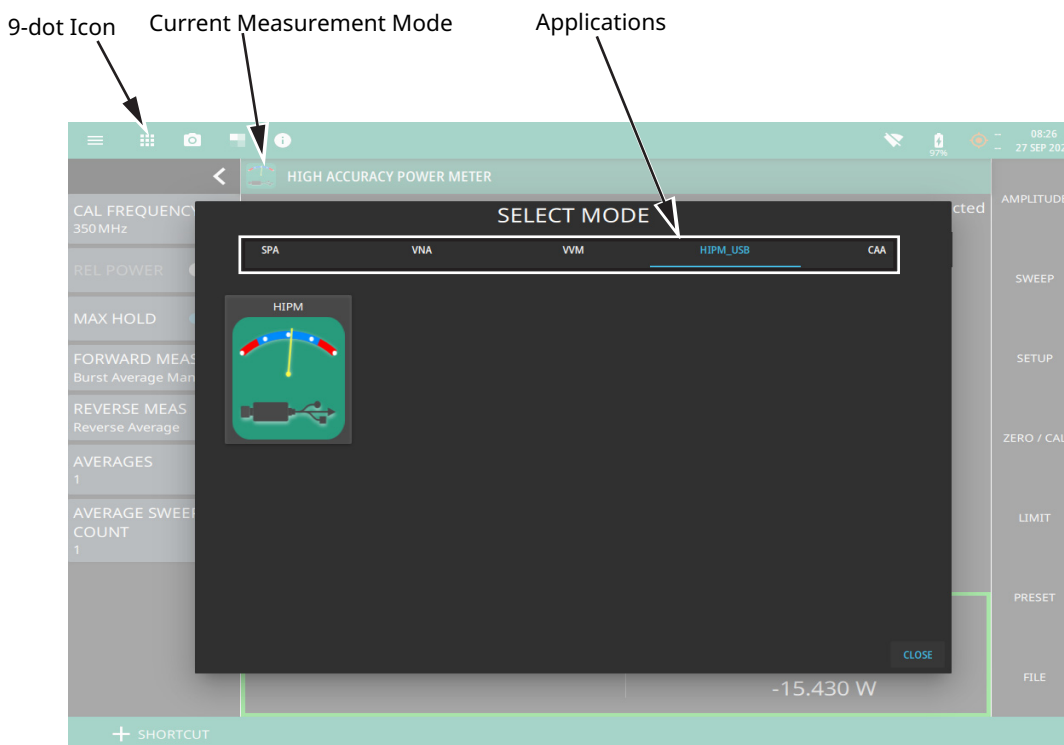 9-dot Icon
Current Measurement Mode
Applications
08:26
97%
27 SEP 202
HIGH ACCURACY POWER METER
AMPLITUDE
CAL FREQUENCY
350 MHz
SELECT MODE
cted
SPA
VNA
VVM
HIPM_USB
CAA
REL POWER
SWEEP
HIPM
MAX HOLD
FORWARD MEAS
Burst Average Man
SETUP
REVERSE MEAS
Reverse Average
ZERO / CAL
AVERAGES
1
AVERAGE SWEEP
COUNT
1
LIMIT
PRESET
CLOSE
FILE
-15.430 W
SHORTCUT